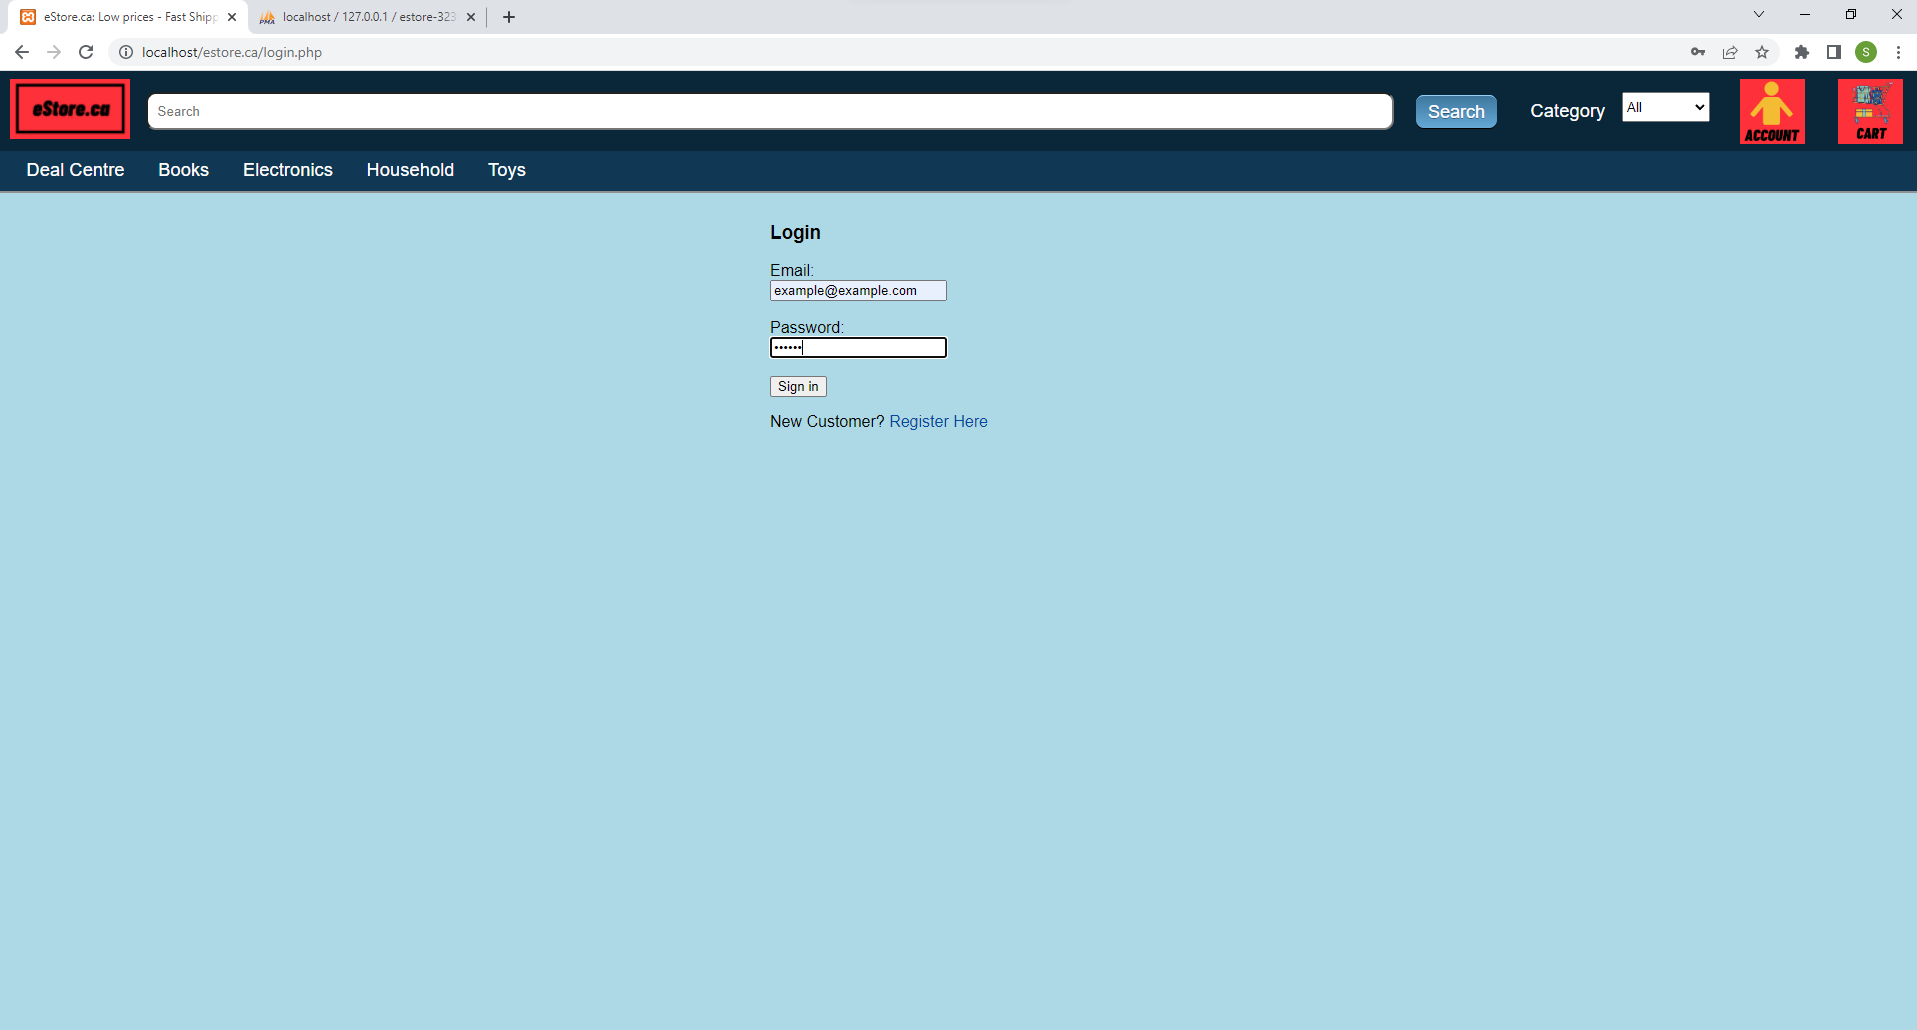 eStore.ca: Low prices - Fast Shipp
localhost / 127.0.0.1 / estore-323
localhost/estore.ca/login.php
S
eStore.ca
Search
Search
Category
All
ACCOUNT
CART
Deal Centre
Books
Electronics
Household
Toys
Login
Email:
example@example.com
Password:
••••••
Sign in
New Customer? Register Here